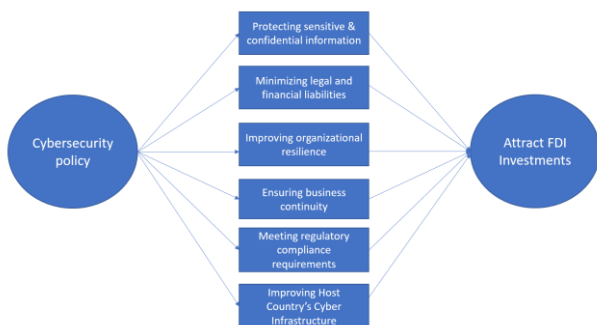 Protecting sensitive &
confidential information
Minimizing legal and
financial liabilities
Cybersecurity
policy
Improving organizational
resilience
Attract FDI
Investments
Ensuring business
continuity
Meeting regulatory
compliance
requirements
Improving Host
Country's Cyber
Infrastructure